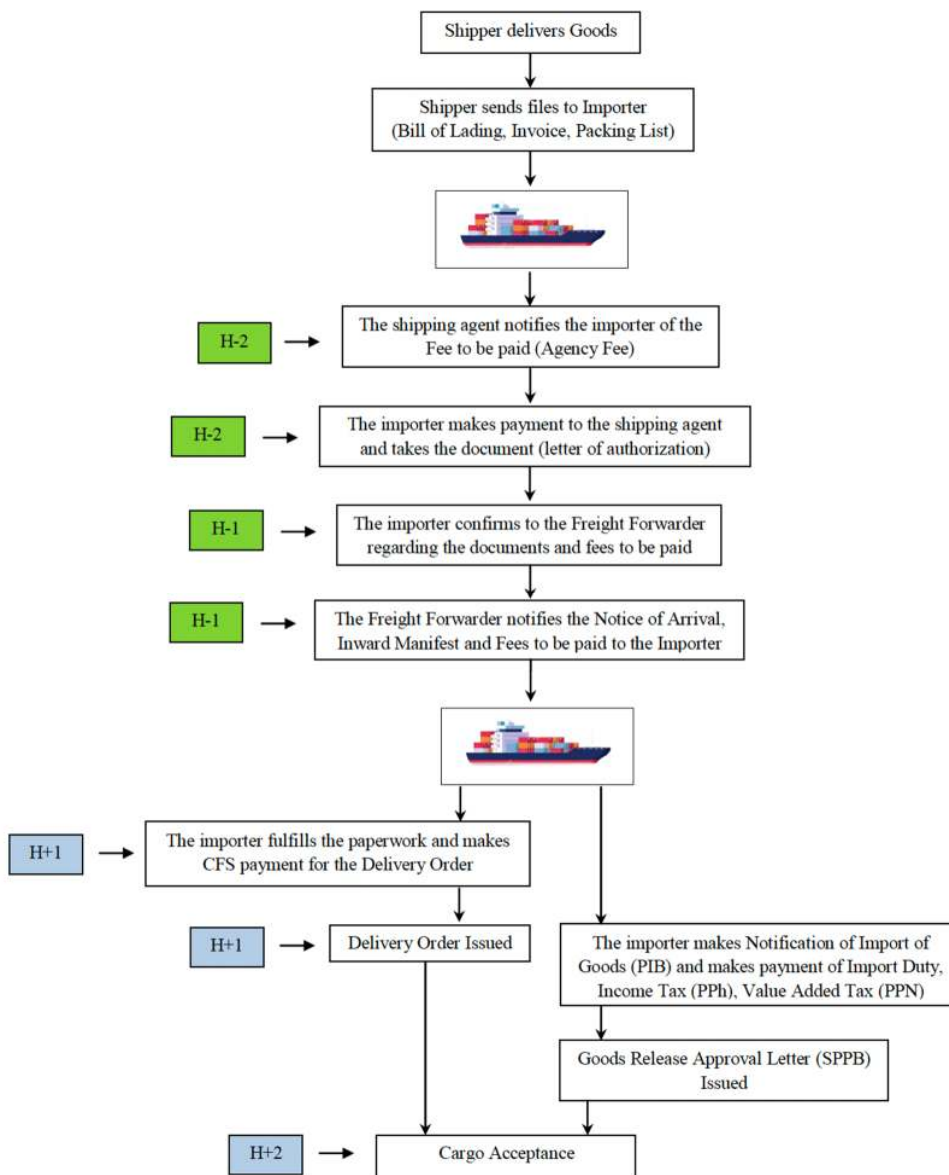 Shipper delivers Goods
Shipper sends files to Importer
(Bill of Lading, Invoice, Packing List)
H-2
The shipping agent notifies the importer of the
Fee to be paid (Agency Fee)
H-2
The importer makes payment to the shipping agent
and takes the document (letter of authorization)
H-1
The importer confirms to the Freight Forwarder
regarding the documents and fees to be paid
H-1
The Freight Forwarder notifies the Notice of Arrival,
Inward Manifest and Fees to be paid to the Importer
H+1
The importer fulfills the paperwork and makes
CFS payment for the Delivery Order
H+1
Delivery Order Issued
The importer makes Notification of Import of
Goods (PIB) and makes payment of Import Duty,
Income Tax (PPh), Value Added Tax (PPN)
Goods Release Approval Letter (SPPB)
Issued
H+2
Cargo Acceptance